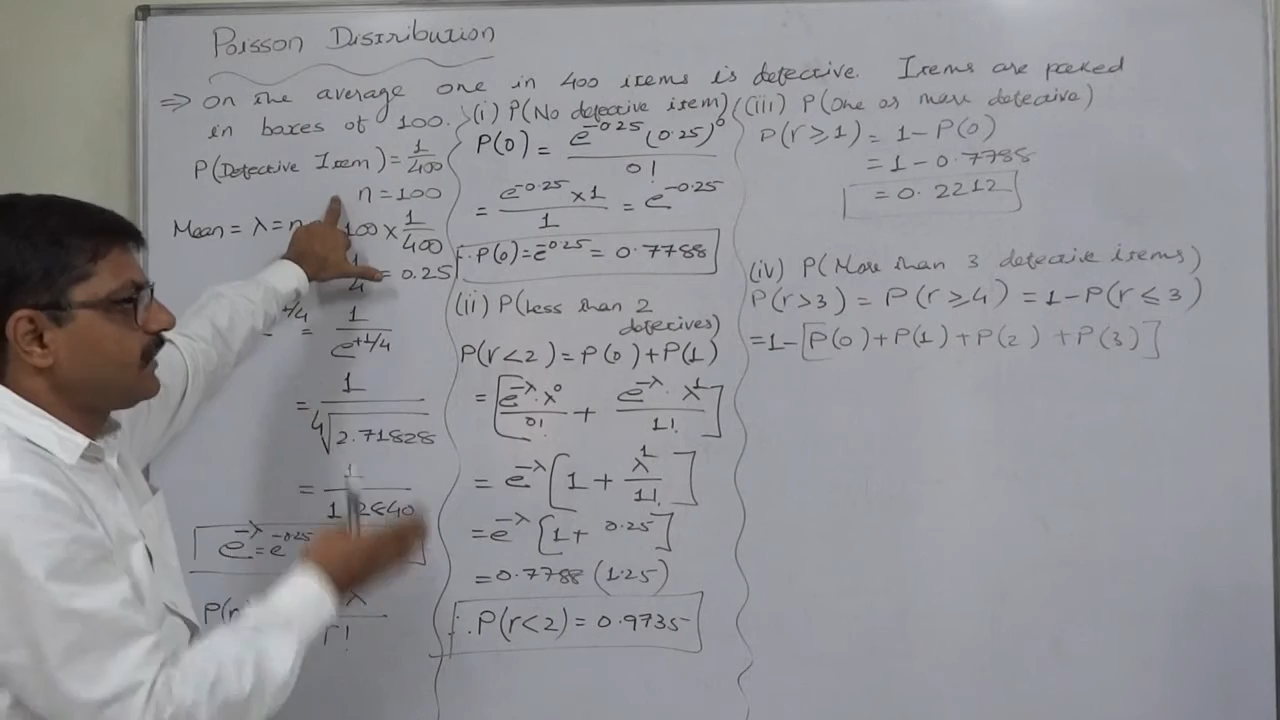 Poisson Distribution
⇒ On the average one in 400 items is defective. Items are packed
in boxes of 100.
P(Defective Item) = 1/400
n = 100
Mean = λ = n 100 × 1/400
1/4 = 0.25
-1/4 = 1/e^{+1/4}
= 1/∜2.71828
= 1/1.2840
e^{-λ} = e^{-0.25}
P(r λ
r!
(i) P(No defective item)
P(0) = e^{-0.25} (0.25)^0 / 0!
= e^{-0.25} × 1 / 1 = e^{-0.25}
∴ P(0) = e^{-0.25} = 0.7788
(ii) P(Less than 2
defectives)
P(r < 2) = P(0) + P(1)
= [e^{-λ} · λ^0 / 0! + e^{-λ} · λ^1 / 1!]
= e^{-λ} [1 + λ^1 / 1!]
= e^{-λ} [1 + 0.25]
= 0.7788 (1.25)
∴ P(r < 2) = 0.9735
(iii) P(One or more defective)
P(r ≥ 1) = 1 - P(0)
= 1 - 0.7788
= 0.2212
(iv) P(More than 3 defective items)
P(r > 3) = P(r ≥ 4) = 1 - P(r ≤ 3)
= 1 - [P(0) + P(1) + P(2) + P(3)]